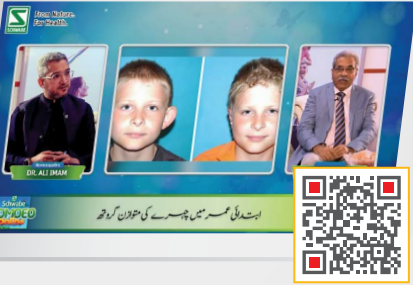 From Nature.
For Health.
SCHWABE
DR. ALI IMAM
Schwabe
ابتدائی عمر میں چہرے کی متوازن گروتھ